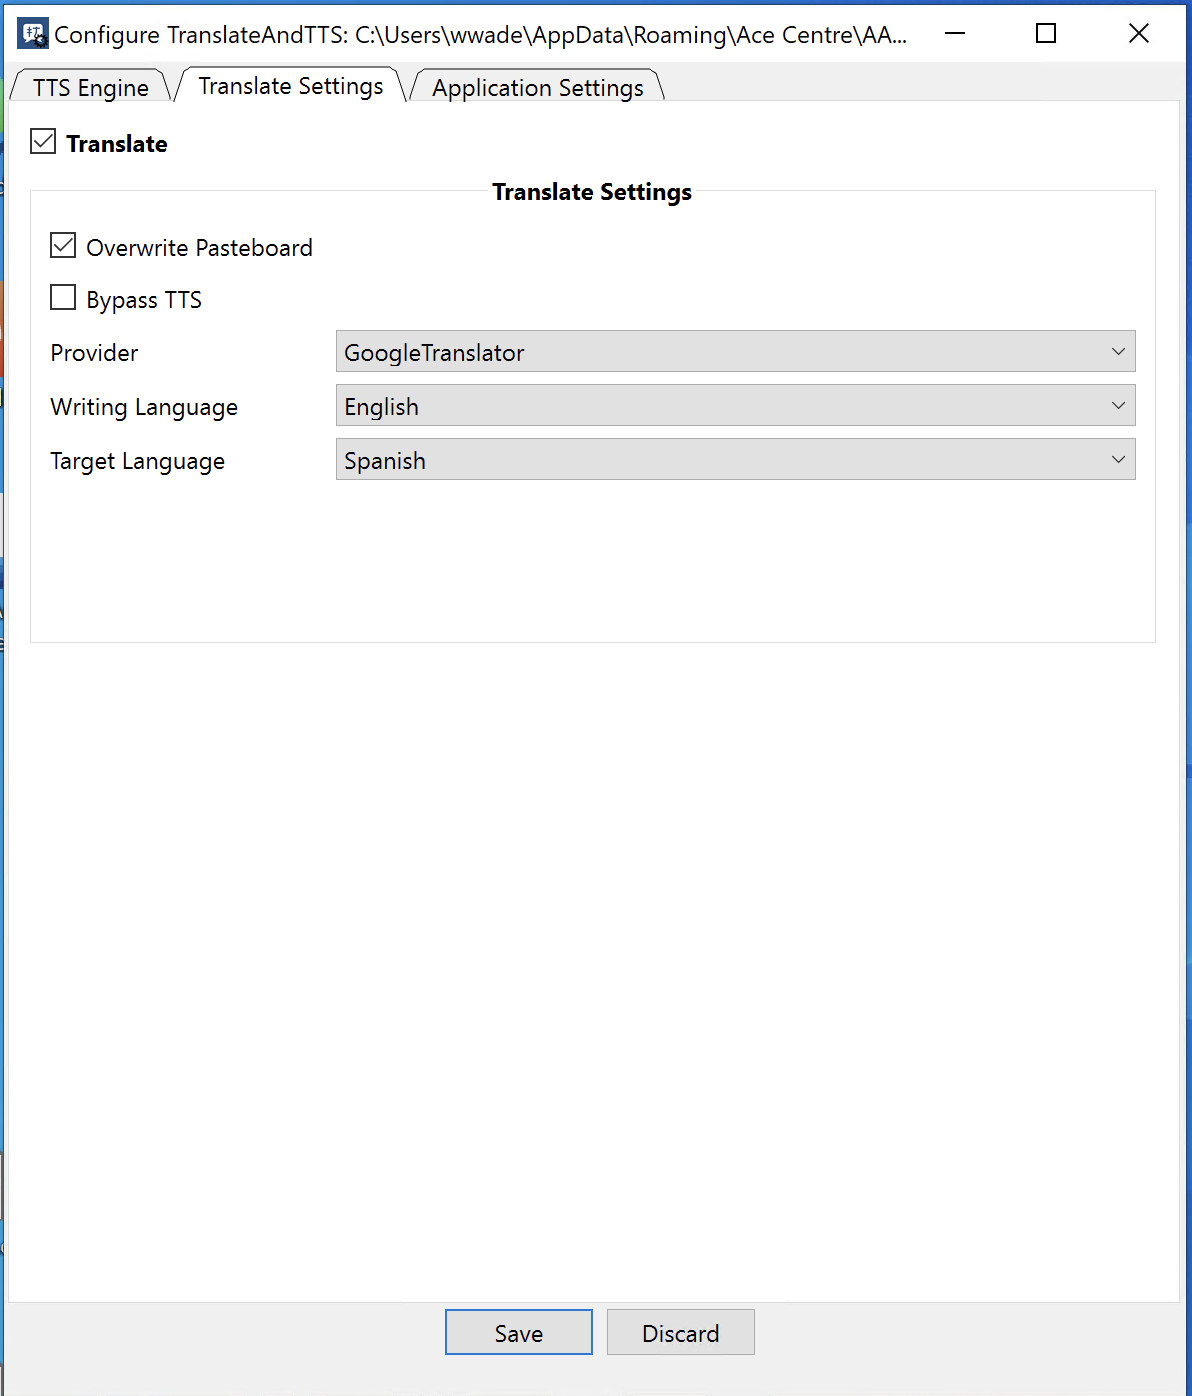 Configure TranslateAndTTS: C:\Users\wwade\AppData\Roaming\Ace Centre\AA...
TTS Engine
Translate Settings
Application Settings
Translate
Translate Settings
Overwrite Pasteboard
Bypass TTS
Provider
GoogleTranslator
Writing Language
English
Target Language
Spanish
Save
Discard